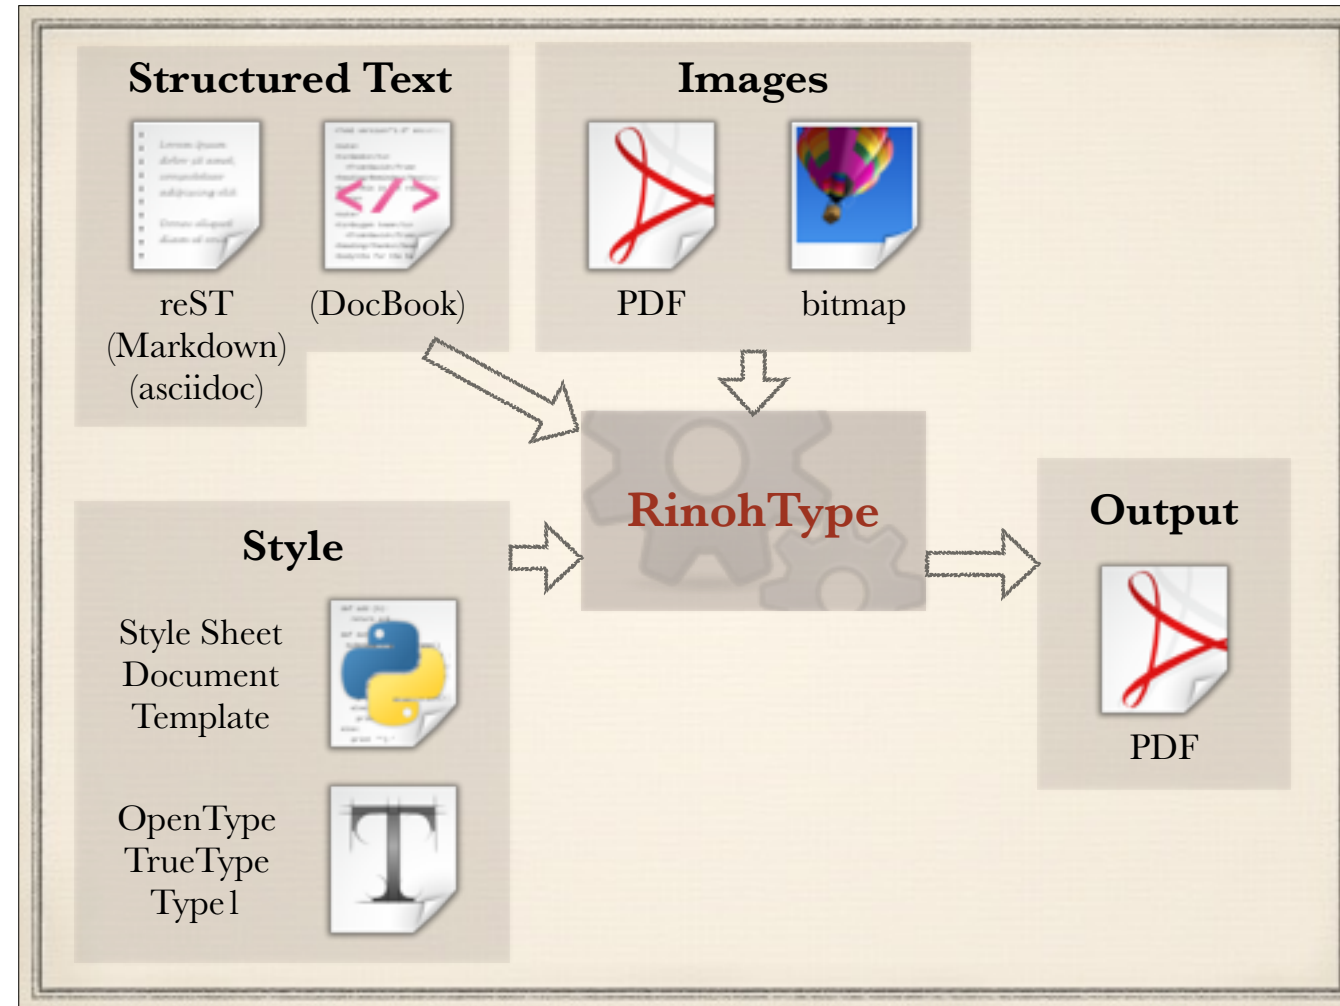 Structured Text
reST
(Markdown)
(asciidoc)
</>
(DocBook)
Images
PDF
bitmap
RinohType
Style
Style Sheet
Document
Template
OpenType
TrueType
Type1
T
Output
PDF